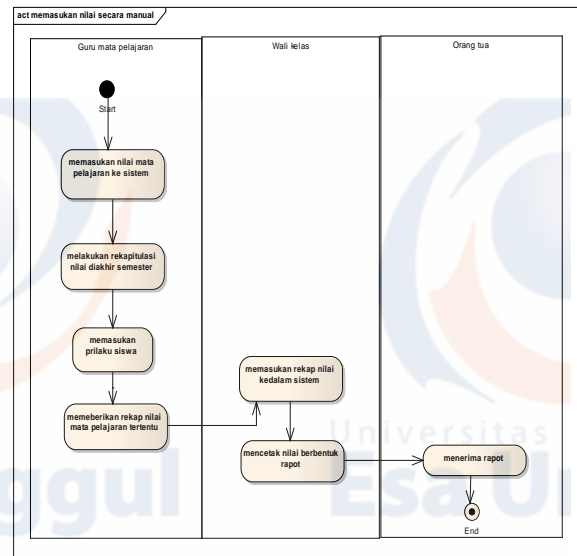 act memasukan nilai secara manual
Guru mata pelajaran
Wali kelas
Orang tua
Start
memasukan nilai mata
pelajaran ke sistem
melakukan rekapitulasi
nilai diakhir semester
memasukan
prilaku siswa
memeberikan rekap nilai
mata pelajaran tertentu
memasukan rekap nilai
kedalam sistem
mencetak nilai berbentuk
rapot
menerima rapot
End
Universitas
ggul
Esa Un